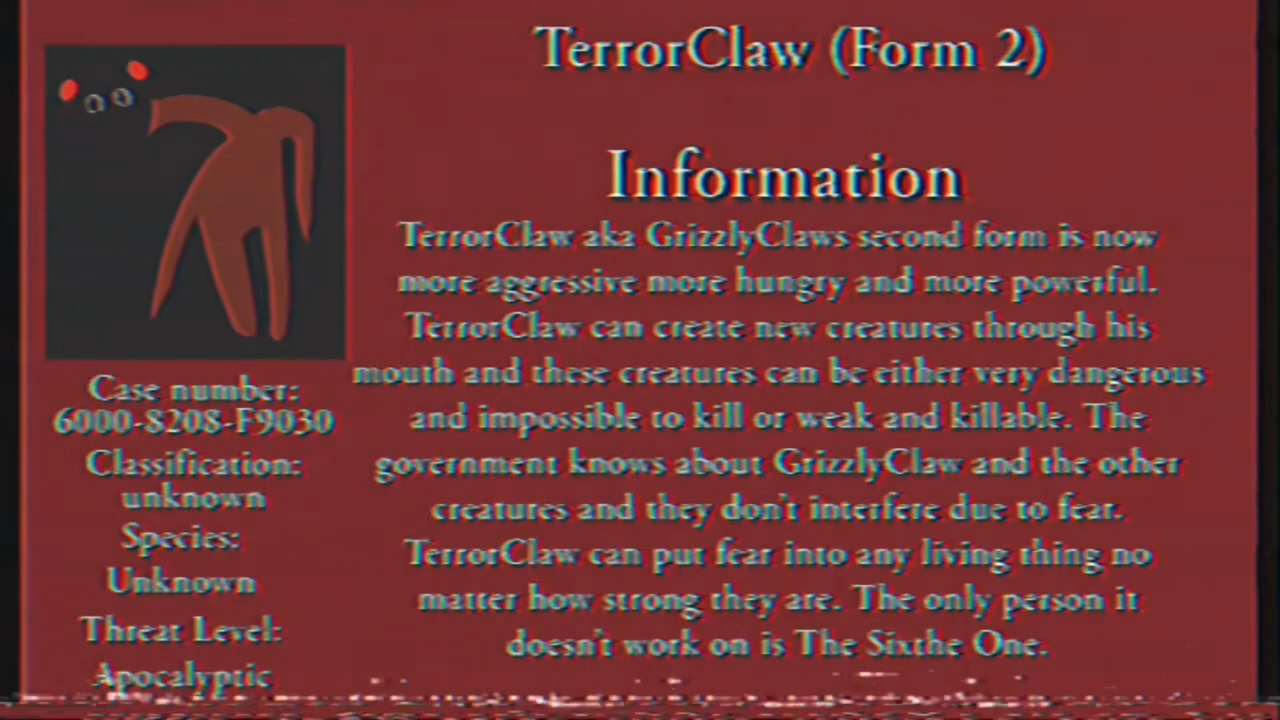 TerrorClaw (Form 2)
Information
TerrorClaw aka GrizzlyClaws second form is now
more aggressive more hungry and more powerful.
TerrorClaw can create new creatures through his
mouth and these creatures can be either very dangerous
and impossible to kill or weak and killable. The
government knows about GrizzlyClaw and the other
creatures and they don't interfere due to fear.
TerrorClaw can put fear into any living thing no
matter how strong they are. The only person it
doesn't work on is The Sixthe One.
Case number:
6000-8208-F9030
Classification:
unknown
Species:
Unknown
Threat Level:
Apocalyptic